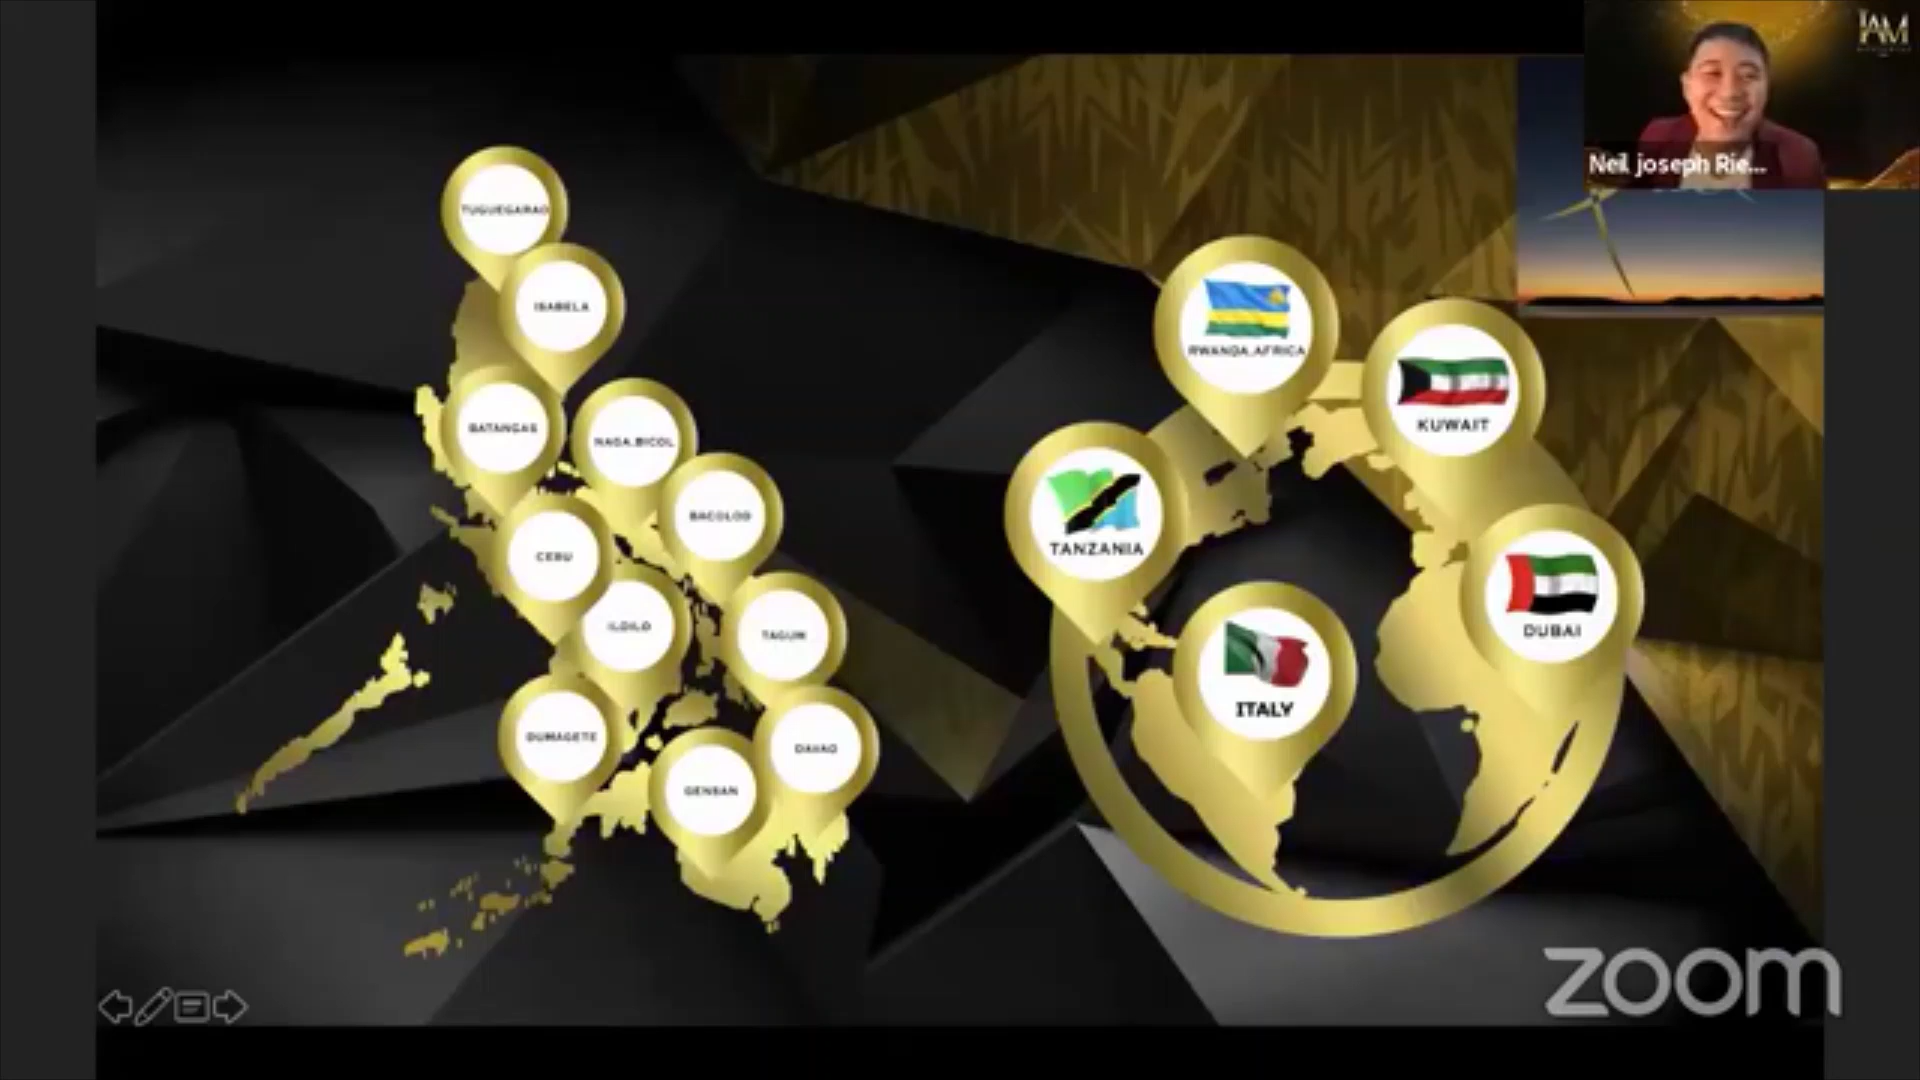 IAM
Neil joseph Rie...
TUGUEGARAO
ISABELA
BATANGAS
NAGA.BICOL
BACOLOD
CEBU
ILOILO
TAGUM
DUMAGETE
DAVAO
GENSAN
RWANDA.AFRICA
KUWAIT
TANZANIA
DUBAI
ITALY
zoom